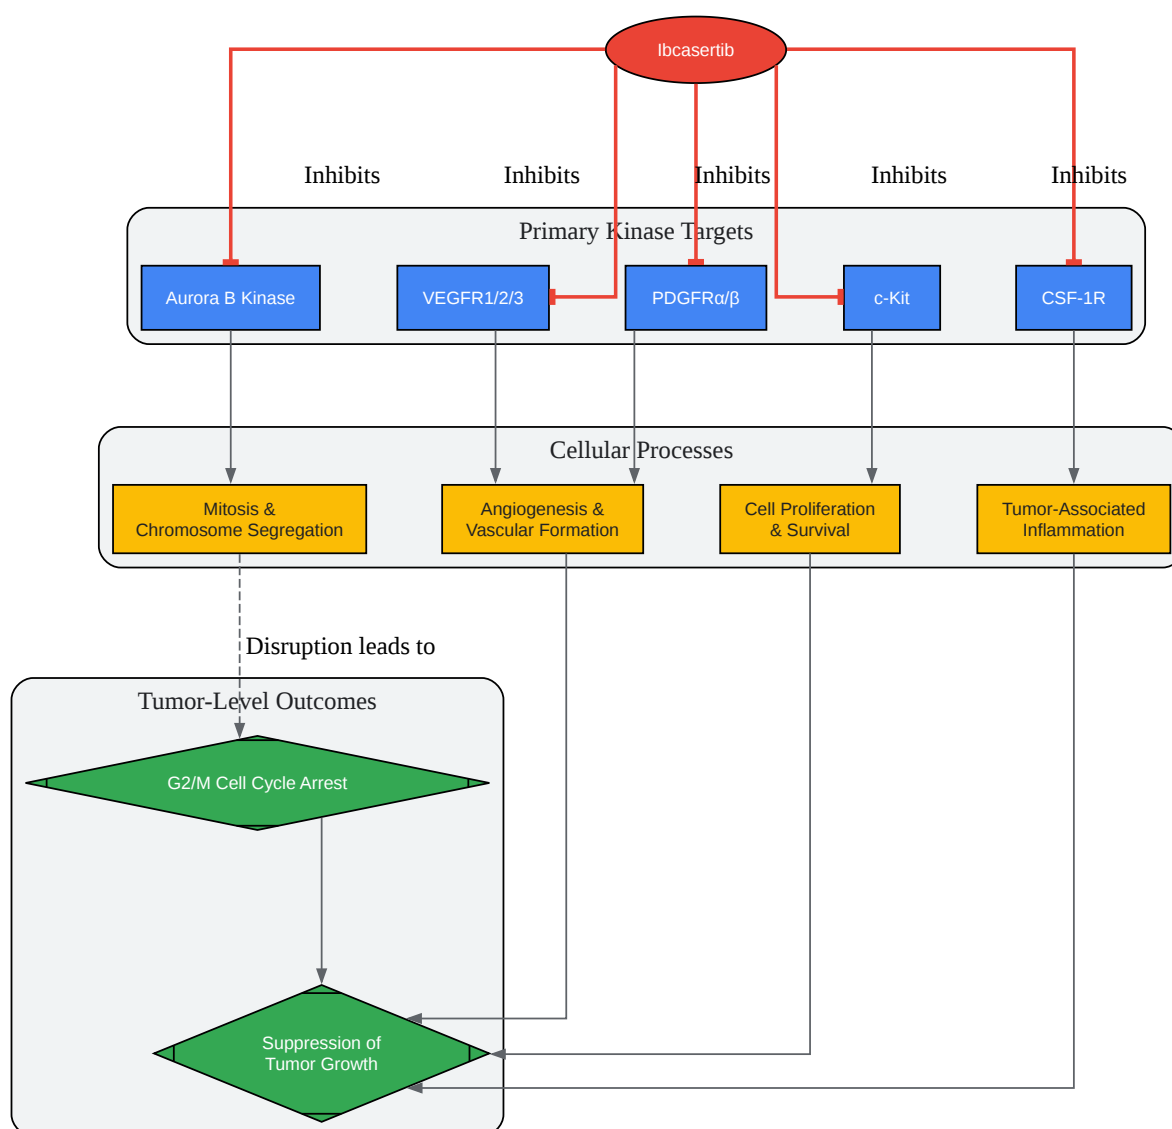 Ibcasertib
Inhibits
Inhibits
Inhibits
Inhibits
Inhibits
Primary Kinase Targets
Aurora B Kinase
VEGFR1/2/3
PDGFRα/β
c-Kit
CSF-1R
Cellular Processes
Mitosis &
Chromosome Segregation
Angiogenesis &
Vascular Formation
Cell Proliferation
& Survival
Tumor-Associated
Inflammation
Disruption leads to
Tumor-Level Outcomes
G2/M Cell Cycle Arrest
Suppression of
Tumor Growth